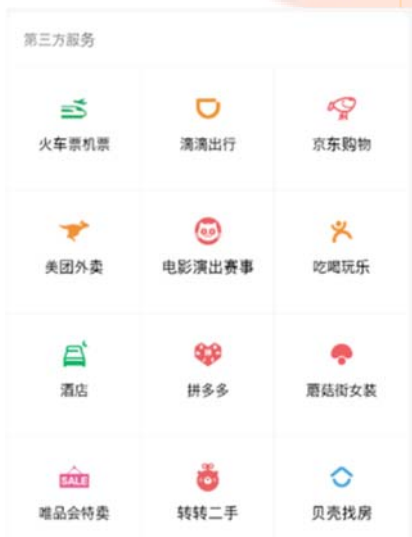 第三方服务
火车票机票
滴滴出行
京东购物
美团外卖
电影演出赛事
吃喝玩乐
酒店
拼多多
蘑菇街女装
SALE
唯品会特卖
转转二手
贝壳找房